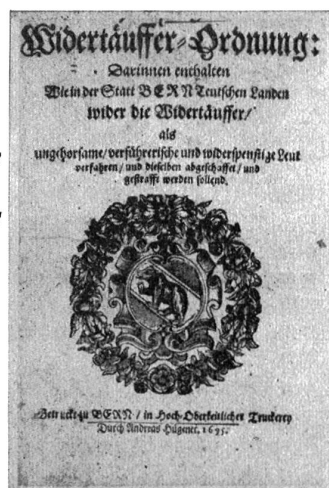 Widertäuffer-Ordnung:
Darinnen enthalten
Wie in der Statt BERN Teutschen Landen
wider die Widertäuffer/
als
ungehorsame/ verführerische und widerspenstige Leut
verfahren/ und dieselben abgeschaffet/ und
gestrafft werden sollend.
Getruckt zu BERN/ in Hoch-Oberkeitlicher Truckerey
Durch Andreas Hügenet, 1695.